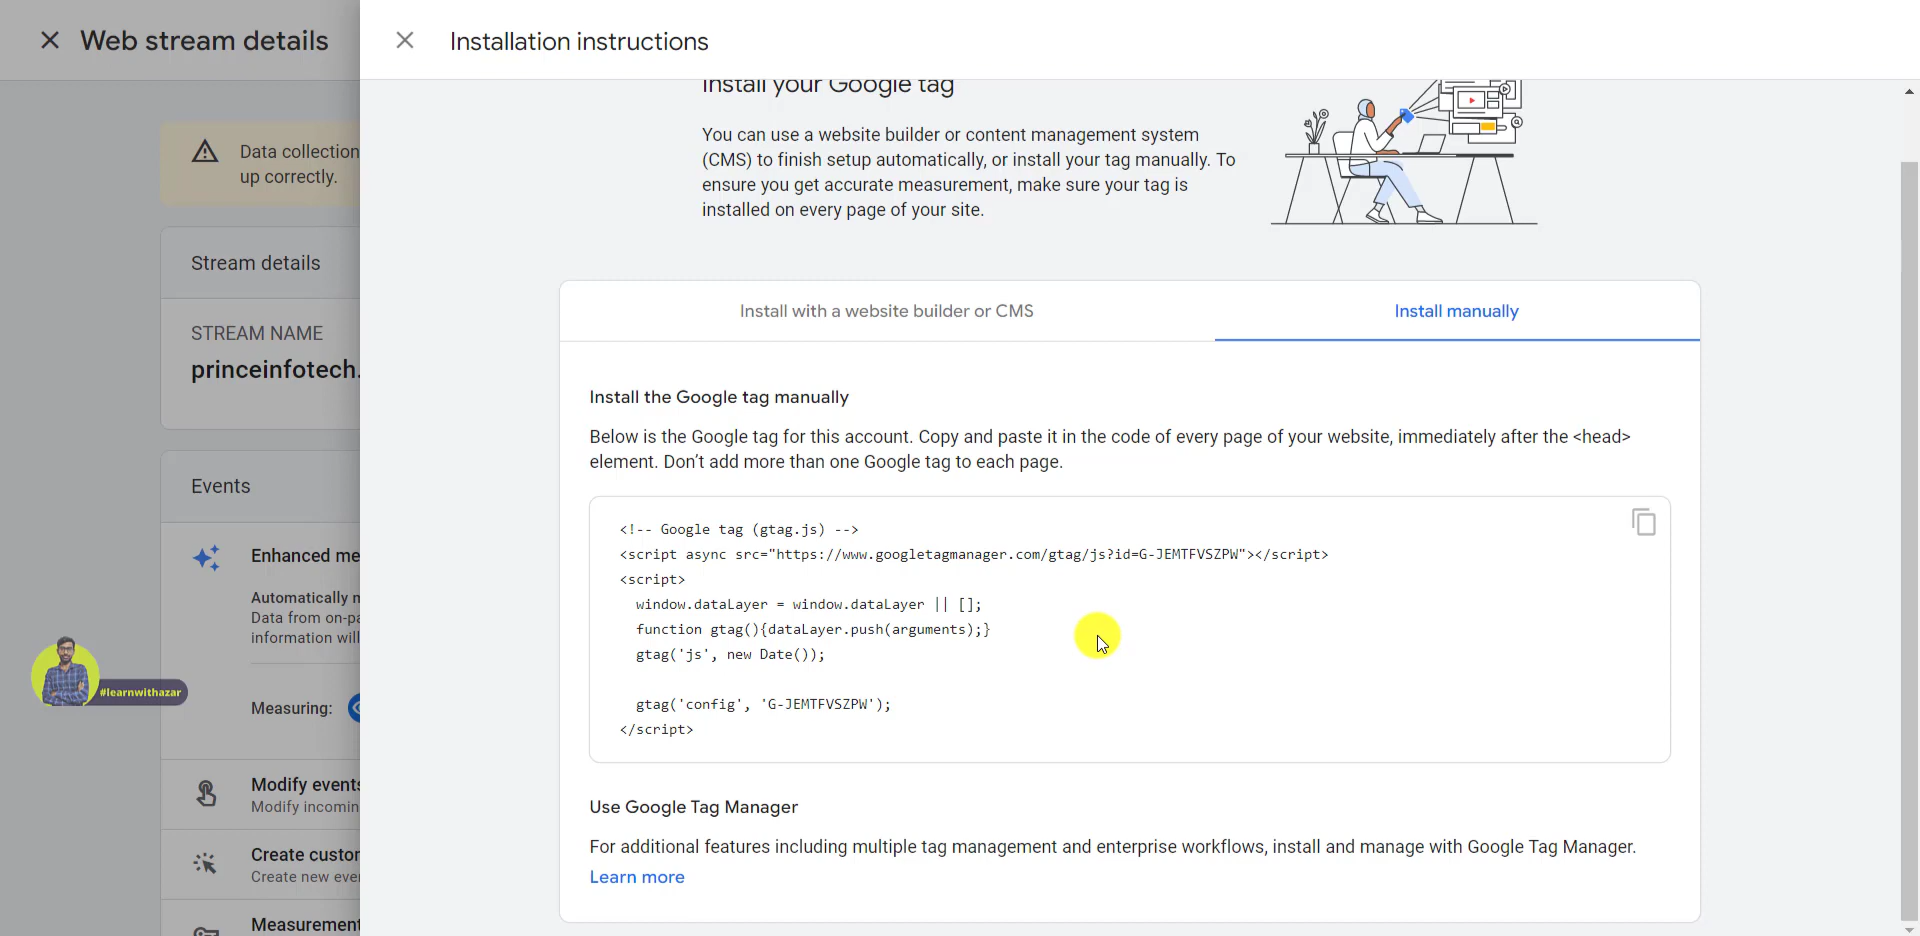 Web stream details
Installation instructions
Install your Google tag
You can use a website builder or content management system
(CMS) to finish setup automatically, or install your tag manually. To
ensure you get accurate measurement, make sure your tag is
installed on every page of your site.
Data collection
up correctly.
Stream details
STREAM NAME
princeinfotech.
Events
Enhanced me
Automatically m
Data from on-pa
information will
Measuring:
Modify events
Modify incomin
Create custor
Create new eve
Measurement
#learnwithazar
Install with a website builder or CMS
Install manually
Install the Google tag manually
Below is the Google tag for this account. Copy and paste it in the code of every page of your website, immediately after the <head>
element. Don't add more than one Google tag to each page.
<!-- Google tag (gtag.js) -->
<script async src="https://www.googletagmanager.com/gtag/js?id=G-JEMTFVSZPW"></script>
<script>
window.dataLayer = window.dataLayer || [];
function gtag(){dataLayer.push(arguments);}
gtag('js', new Date());
gtag('config', 'G-JEMTFVSZPW');
</script>
Use Google Tag Manager
For additional features including multiple tag management and enterprise workflows, install and manage with Google Tag Manager.
Learn more